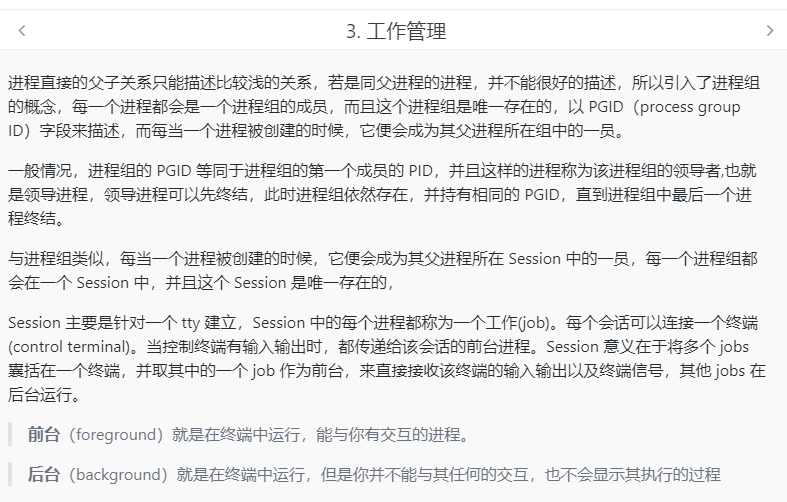 3. 工作管理
进程直接的父子关系只能描述比较浅的关系，若是同父进程的进程，并不能很好的描述，所以引入了进程组
的概念，每一个进程都会是一个进程组的成员，而且这个进程组是唯一存在的，以 PGID（process group
ID）字段来描述，而每当一个进程被创建的时候，它便会成为其父进程所在组中的一员。
一般情况，进程组的 PGID 等同于进程组的第一个成员的 PID，并且这样的进程称为该进程组的领导者,也就
是领导进程，领导进程可以先终结，此时进程组依然存在，并持有相同的 PGID，直到进程组中最后一个进
程终结。
与进程组类似，每当一个进程被创建的时候，它便会成为其父进程所在 Session 中的一员，每一个进程组都
会在一个 Session 中，并且这个 Session 是唯一存在的，
Session 主要是针对一个 tty 建立，Session 中的每个进程都称为一个工作(job)。每个会话可以连接一个终端
(control terminal)。当控制终端有输入输出时，都传递给该会话的前台进程。Session 意义在于将多个 jobs
囊括在一个终端，并取其中的一个 job 作为前台，来直接接收该终端的输入输出以及终端信号，其他 jobs 在
后台运行。
前台（foreground）就是在终端中运行，能与你有交互的进程。
后台（background）就是在终端中运行，但是你并不能与其任何的交互，也不会显示其执行的过程